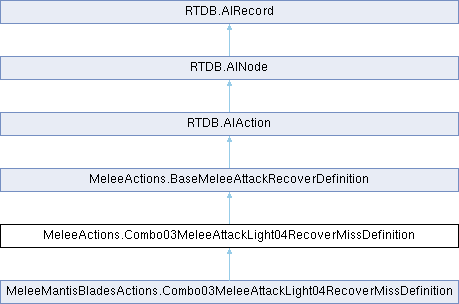 RTDB.AIRecord
RTDB.AINode
RTDB.AIAction
MeleeActions.BaseMeleeAttackRecoverDefinition
MeleeActions.Combo03MeleeAttackLight04RecoverMissDefinition
MeleeMantisBladesActions.Combo03MeleeAttackLight04RecoverMissDefinition